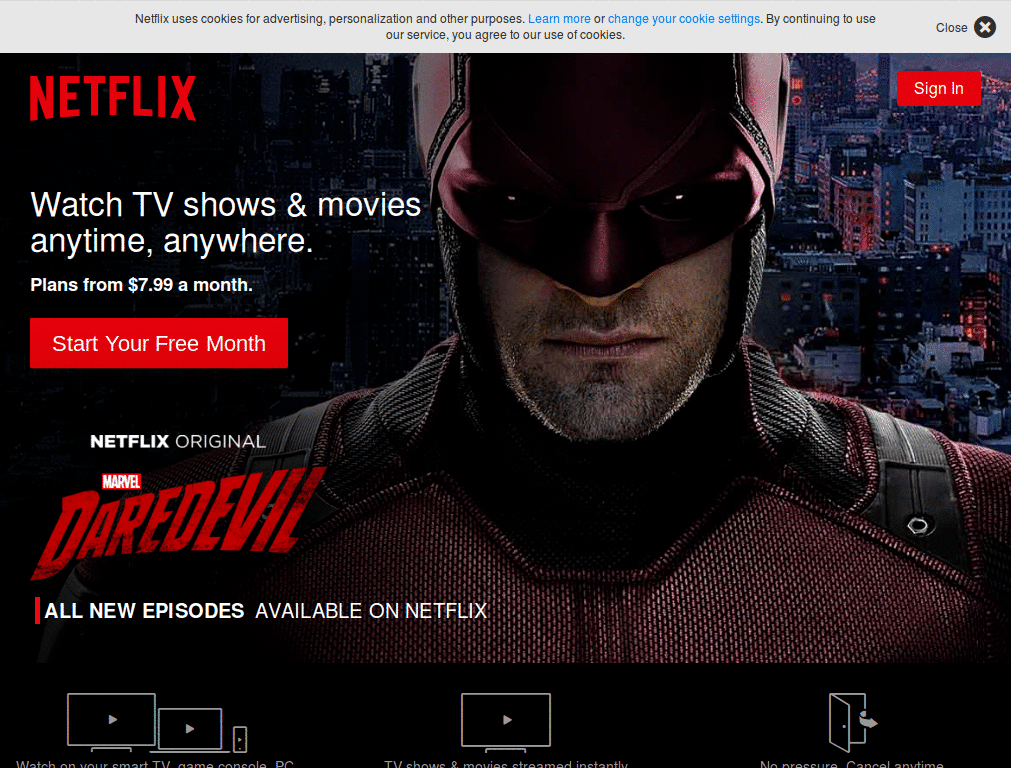 Netflix uses cookies for advertising, personalization and other purposes. Learn more or change your cookie settings. By continuing to use
our service, you agree to our use of cookies.
Close
NETFLIX
Sign In
Watch TV shows & movies
anytime, anywhere.
Plans from $7.99 a month.
Start Your Free Month
NETFLIX ORIGINAL
MARVEL
DAREDEVIL
ALL NEW EPISODES AVAILABLE ON NETFLIX
Watch on your smart TV, game console, PC,
TV shows & movies streamed instantly
No pressure. Cancel anytime.